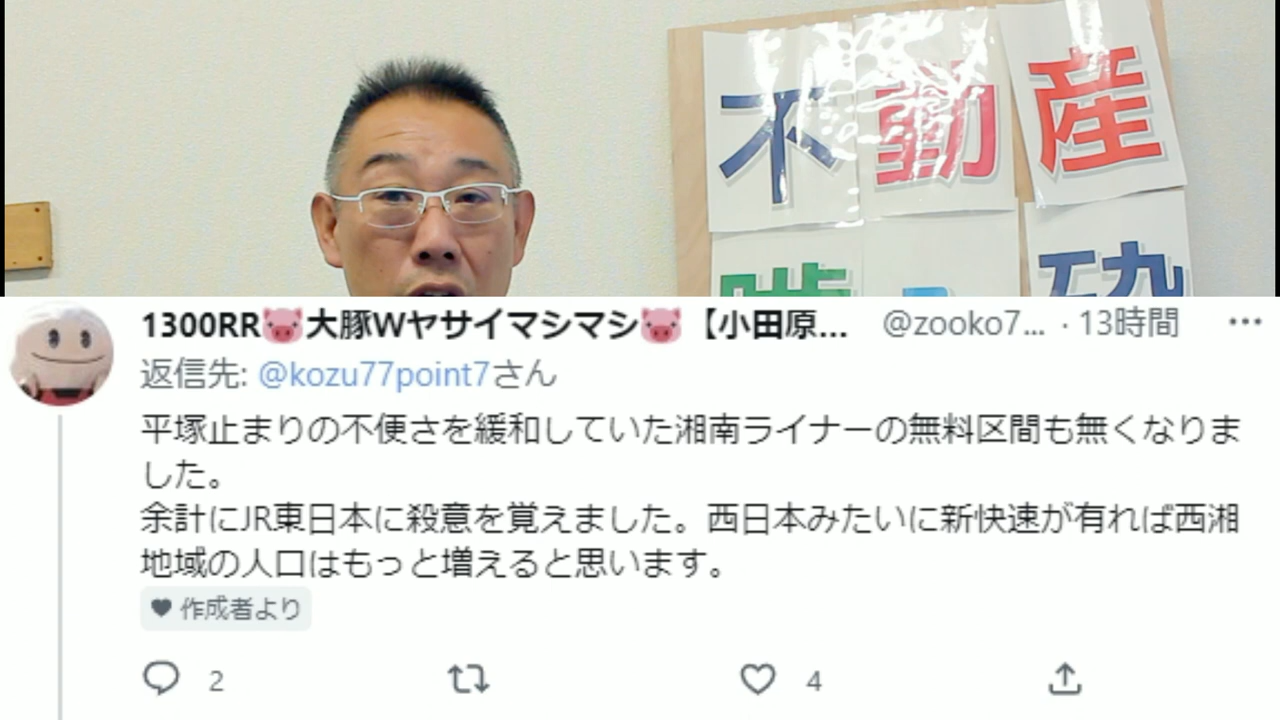 不動産
砕
1300RR🐷大豚Wヤサイマシマシ🐷【小田原... @zooko7... · 13時間 ···
返信先: @kozu77point7さん
平塚止まりの不便さを緩和していた湘南ライナーの無料区間も無くなりま
した。
余計にJR東日本に殺意を覚えました。西日本みたいに新快速が有れば西湘
地域の人口はもっと増えると思います。
♥ 作成者より
2 4